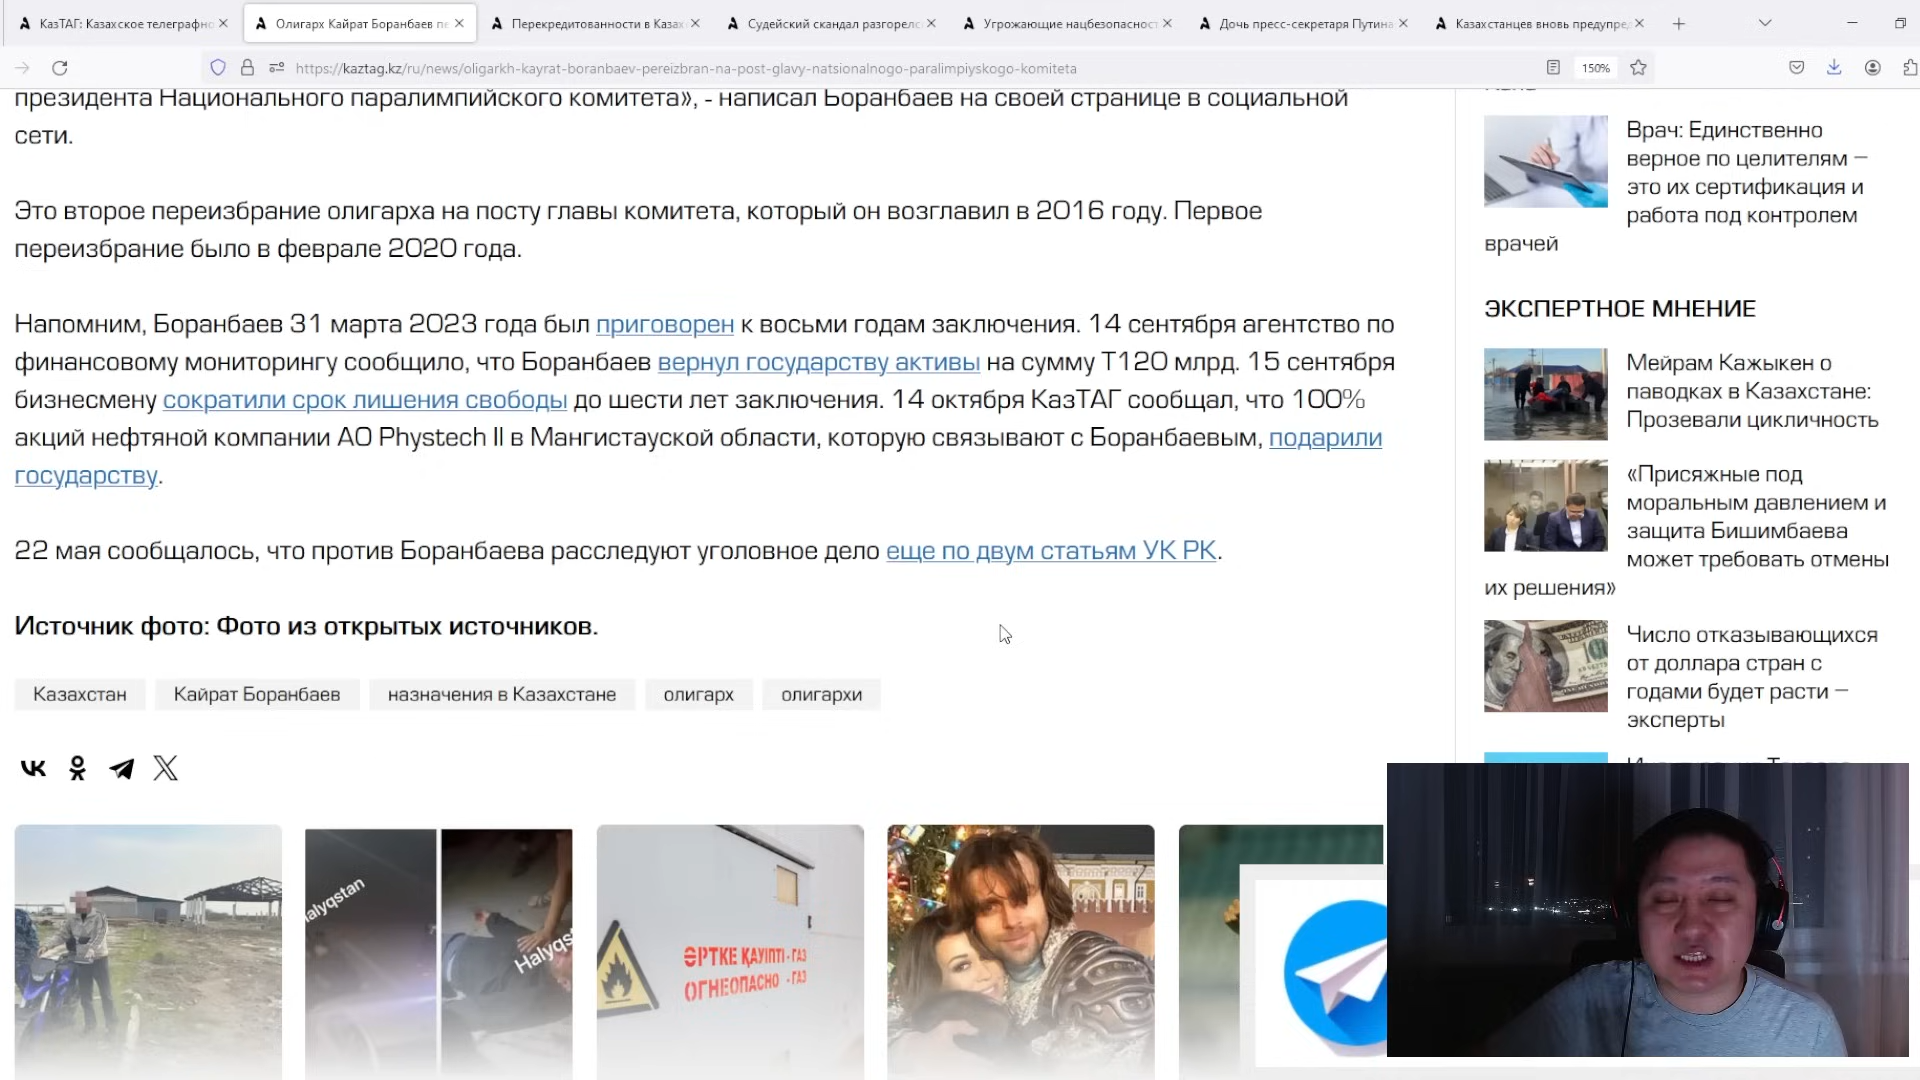 КазТАГ: Казахское телеграфно
Олигарх Кайрат Боранбаев пе
Перекредитованности в Казах
Судейский скандал разгорелс
Угрожающие нацбезопасност
Дочь пресс-секретаря Путина
Казахстанцев вновь предупре
https://kaztag.kz/ru/news/oligarkh-kayrat-boranbaev-pereizbran-na-post-glavy-natsionalnogo-paralimpiyskogo-komiteta
150%
президента Национального паралимпийского комитета», - написал Боранбаев на своей странице в социальной
сети.
Это второе переизбрание олигарха на посту главы комитета, который он возглавил в 2016 году. Первое
переизбрание было в феврале 2020 года.
Напомним, Боранбаев 31 марта 2023 года был приговорен к восьми годам заключения. 14 сентября агентство по
финансовому мониторингу сообщило, что Боранбаев вернул государству активы на сумму Т120 млрд. 15 сентября
бизнесмену сократили срок лишения свободы до шести лет заключения. 14 октября КазТАГ сообщал, что 100%
акций нефтяной компании АО Phystech II в Мангистауской области, которую связывают с Боранбаевым, подарили
государству.
22 мая сообщалось, что против Боранбаева расследуют уголовное дело еще по двум статьям УК РК.
Источник фото: Фото из открытых источников.
Казахстан
Кайрат Боранбаев
назначения в Казахстане
олигарх
олигархи
Врач: Единственно
верное по целителям –
это их сертификация и
работа под контролем
врачей
ЭКСПЕРТНОЕ МНЕНИЕ
Мейрам Кажыкен о
паводках в Казахстане:
Прозевали цикличность
«Присяжные под
моральным давлением и
защита Бишимбаева
может требовать отмены
их решения»
Число отказывающихся
от доллара стран с
годами будет расти –
эксперты
alyqstan
Halyqs
ӨРТКЕ ҚАУІПТІ - ГАЗ
ОГНЕОПАСНО - ГАЗ